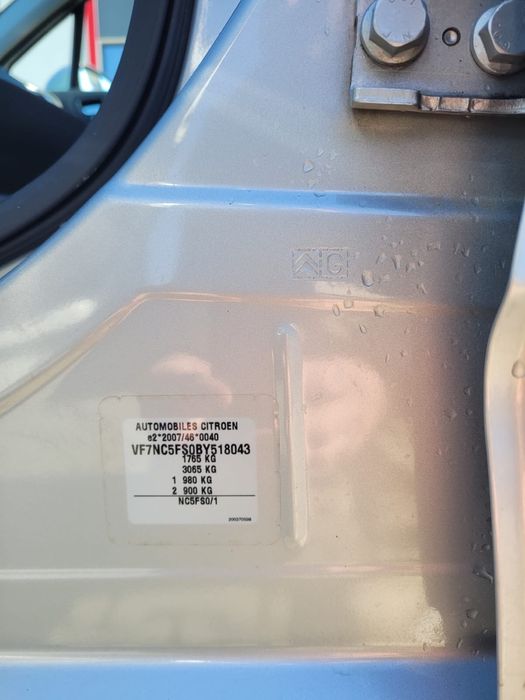 G
AUTOMOBILES CITROEN
e2*2007/46*0040
VF7NC5FS0BY518043
1765 KG
3065 KG
1 980 KG
2 900 KG
NC5FS0/1